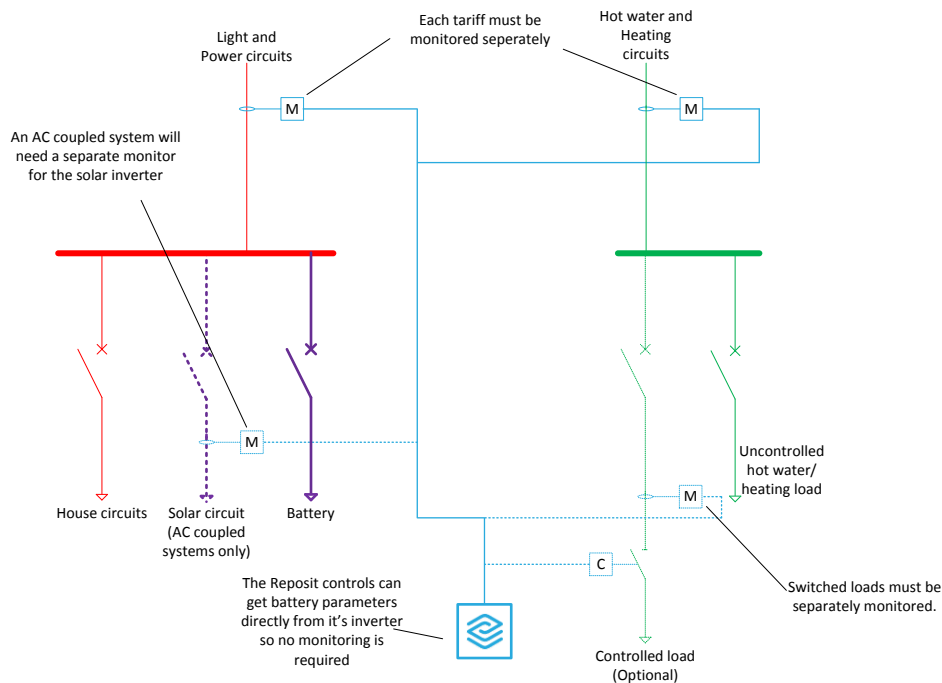 Each tariff must be
monitored seperately
Hot water and
Heating
circuits
Light and
Power circuits
M
M
An AC coupled system will
need a separate monitor
for the solar inverter
M
Uncontrolled
hot water/
heating load
M
House circuits
Solar circuit
(AC coupled
systems only)
Battery
C
Switched loads must be
separately monitored.
The Reposit controls can
get battery parameters
directly from it's inverter
so no monitoring is
required
Controlled load
(Optional)